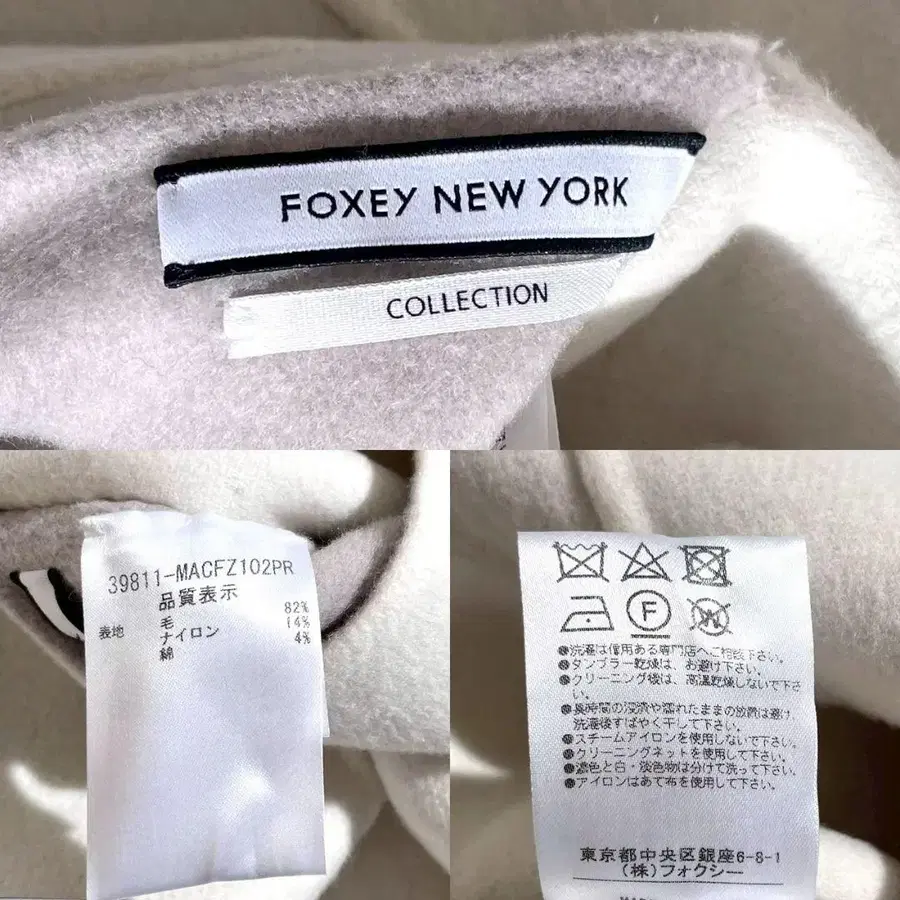 FOXEY NEW YORK
COLLECTION
39811-MACFZ102PR
品質表示
表地 毛 82%
ナイロン 14%
綿 4%
F
W
●洗濯は信用ある専門店へご相談下さい。
●タンブラー乾燥は、お避け下さい。
●クリーニング後は、高温乾燥しないで下さ
い。
●長時間の浸漬や濡れたままの放置は避け、
洗濯後すばやく干して下さい。
●スチームアイロンを使用しないで下さい。
●クリーニングネットを使用して下さい。
●濃色と白・淡色物は分けて洗って下さい。
●アイロンはあて布を使用して下さい。
東京都中央区銀座6-8-1
(株)フォクシー